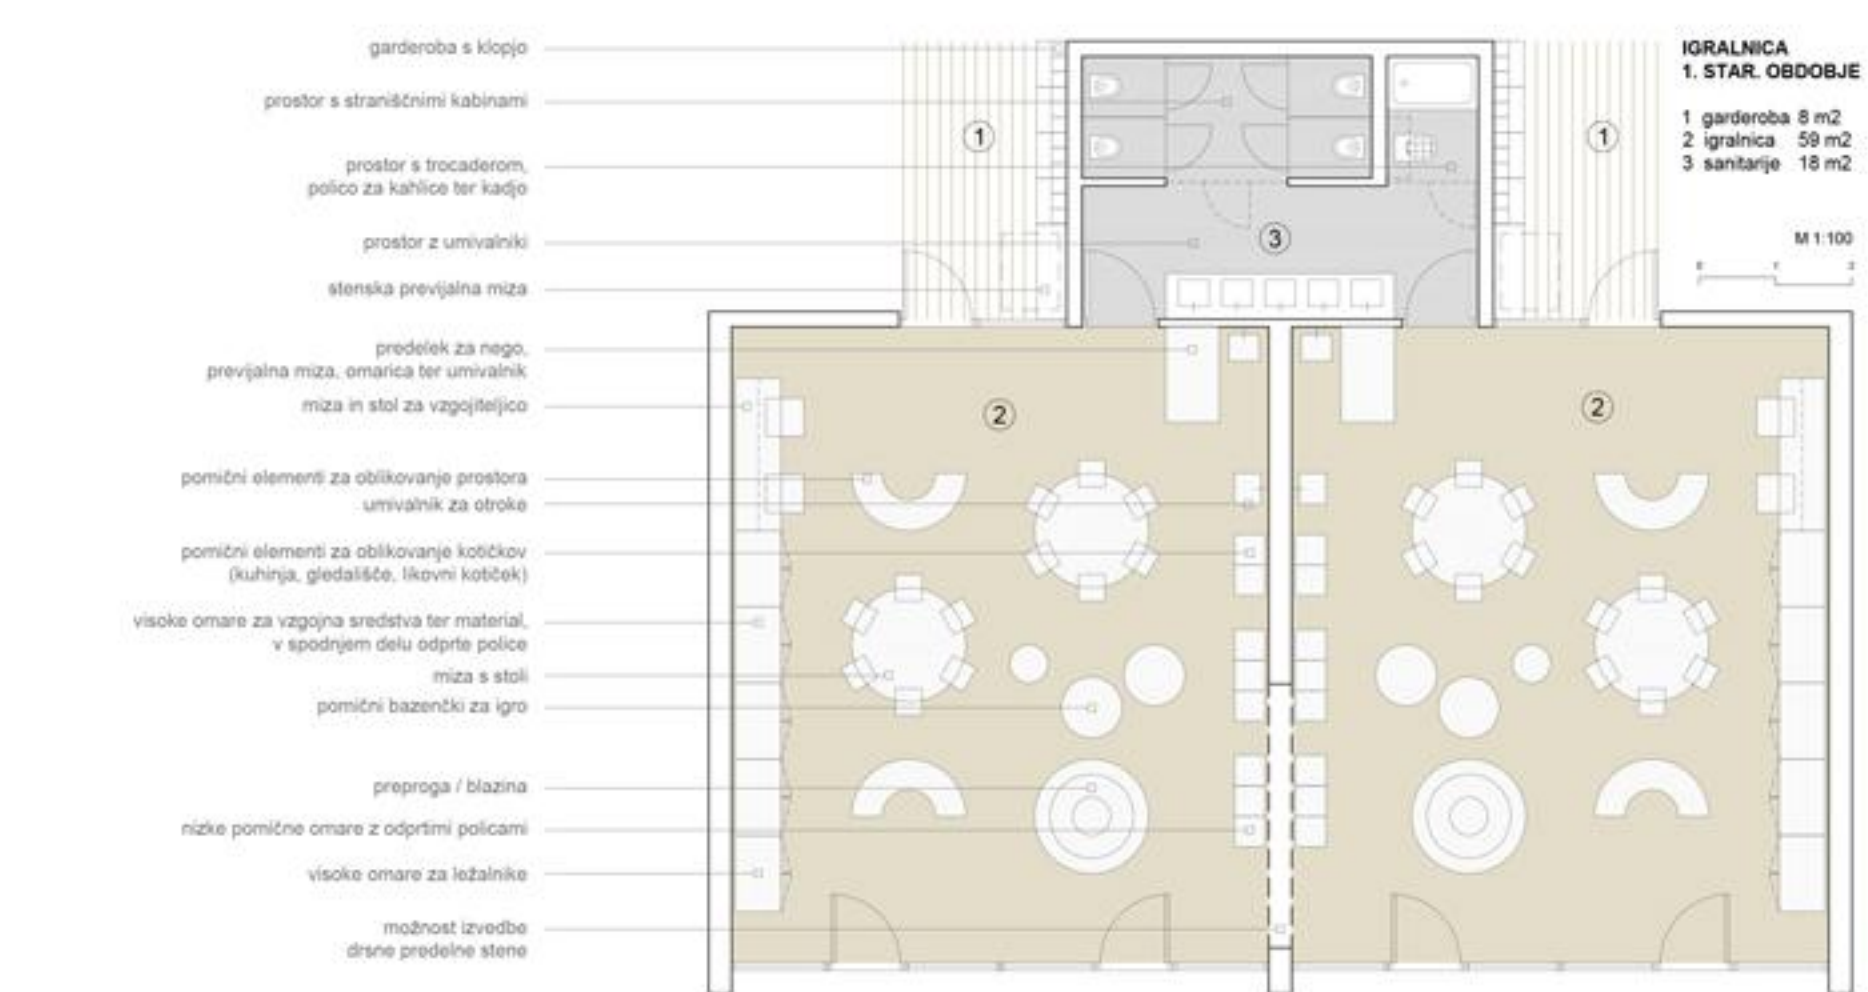 garderoba s klopjo
prostor s straniščnimi kabinami
prostor s trocaderom,
polico za kahlice ter kadjo
prostor z umivalniki
stenska previjalna miza
predelek za nego,
previjalna miza, omarica ter umivalnik
miza in stol za vzgojiteljico
pomični elementi za oblikovanje prostora
umivalnik za otroke
pomični elementi za oblikovanje kotičkov
(kuhinja, gledališče, likovni kotiček)
visoke omare za vzgojna sredstva ter material,
v spodnjem delu odprte police
miza s stoli
pomični bazenčki za igro
preproga / blazina
nizke pomične omare z odprtimi policami
visoke omare za ležalnike
možnost izvedbe
drsne predelne stene
1
1
3
2
2
IGRALNICA
1. STAR. OBDOBJE
1 garderoba 8 m2
2 igralnica 59 m2
3 sanitarije 18 m2
M 1:100
0 1 2